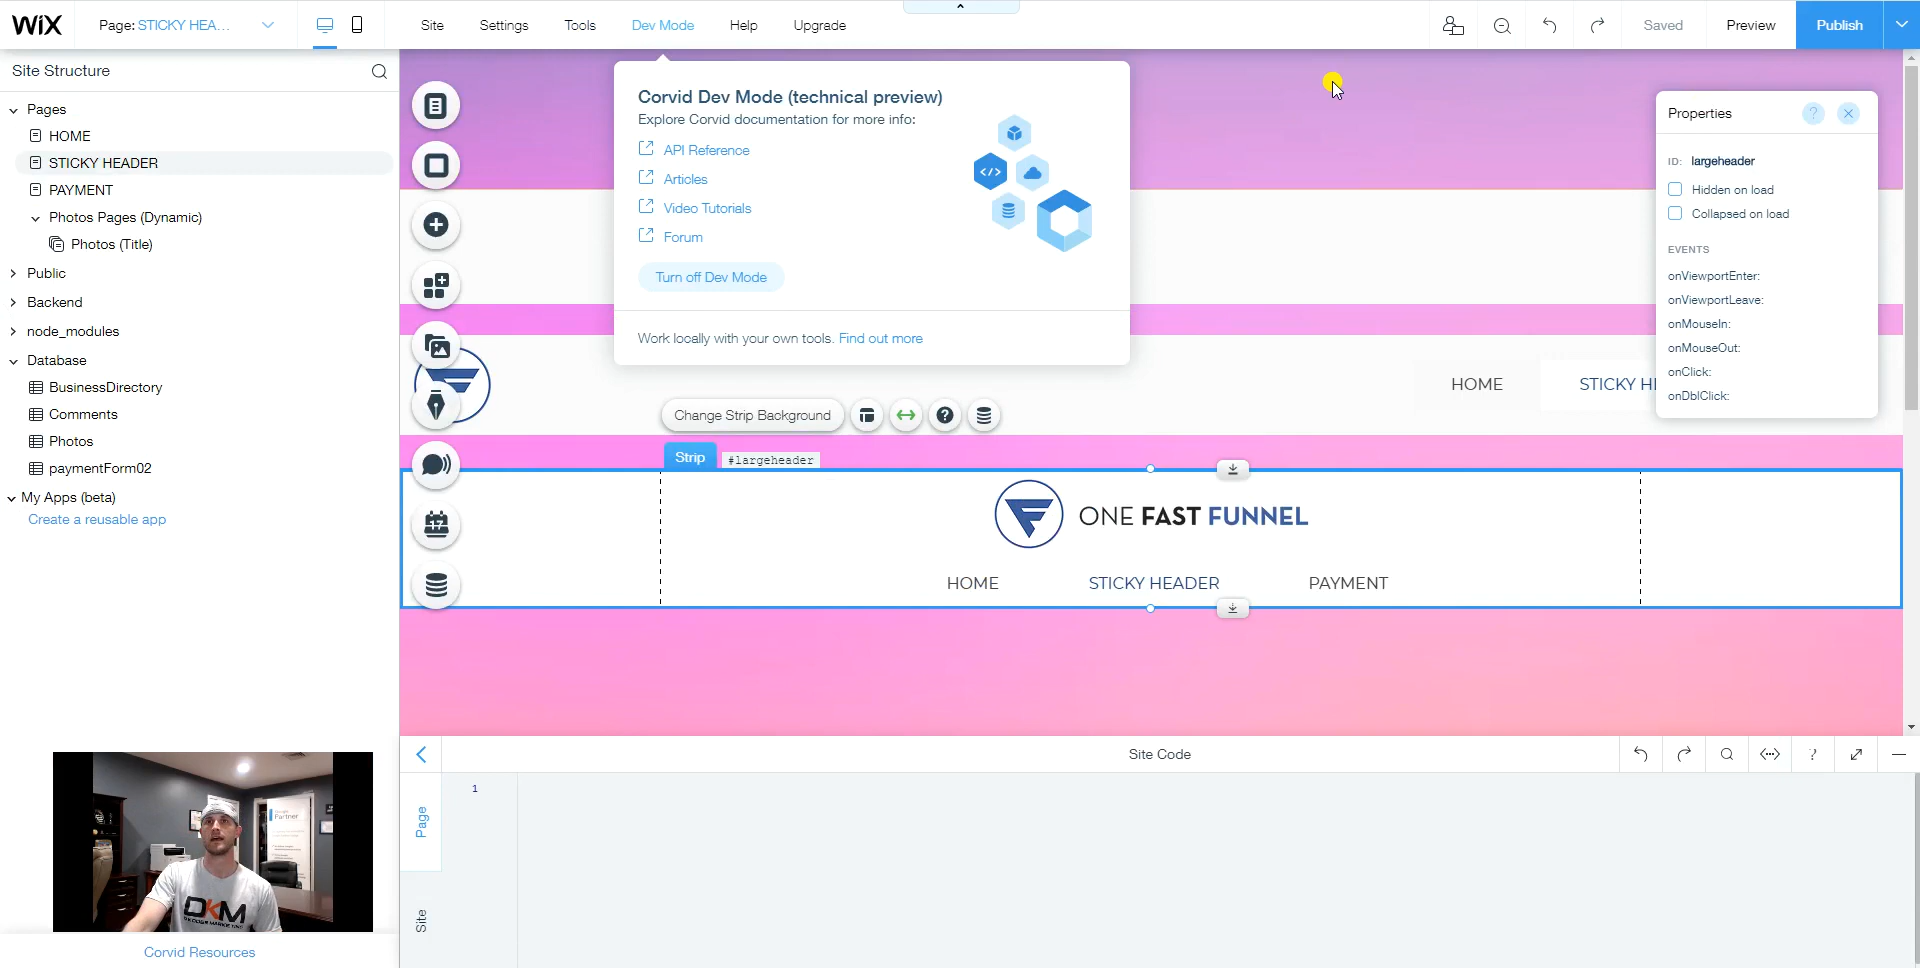 WiX
Page: STICKY HEA...
Site
Settings
Tools
Dev Mode
Help
Upgrade
Saved
Preview
Publish
Site Structure
Pages
HOME
STICKY HEADER
PAYMENT
Photos Pages (Dynamic)
Photos (Title)
Public
Backend
node_modules
Database
BusinessDirectory
Comments
Photos
paymentForm02
My Apps (beta)
Create a reusable app
Corvid Resources
Corvid Dev Mode (technical preview)
Explore Corvid documentation for more info:
API Reference
Articles
Video Tutorials
Forum
Turn off Dev Mode
Work locally with your own tools. Find out more
Properties
?
ID: largeheader
Hidden on load
Collapsed on load
EVENTS
onViewportEnter:
onViewportLeave:
onMouseIn:
onMouseOut:
onClick:
onDblClick:
HOME
STICKY HE
Change Strip Background
?
Strip
#largeheader
17
ONE FAST FUNNEL
HOME
STICKY HEADER
PAYMENT
Site Code
?
1
Page
Site
Partner
DKM